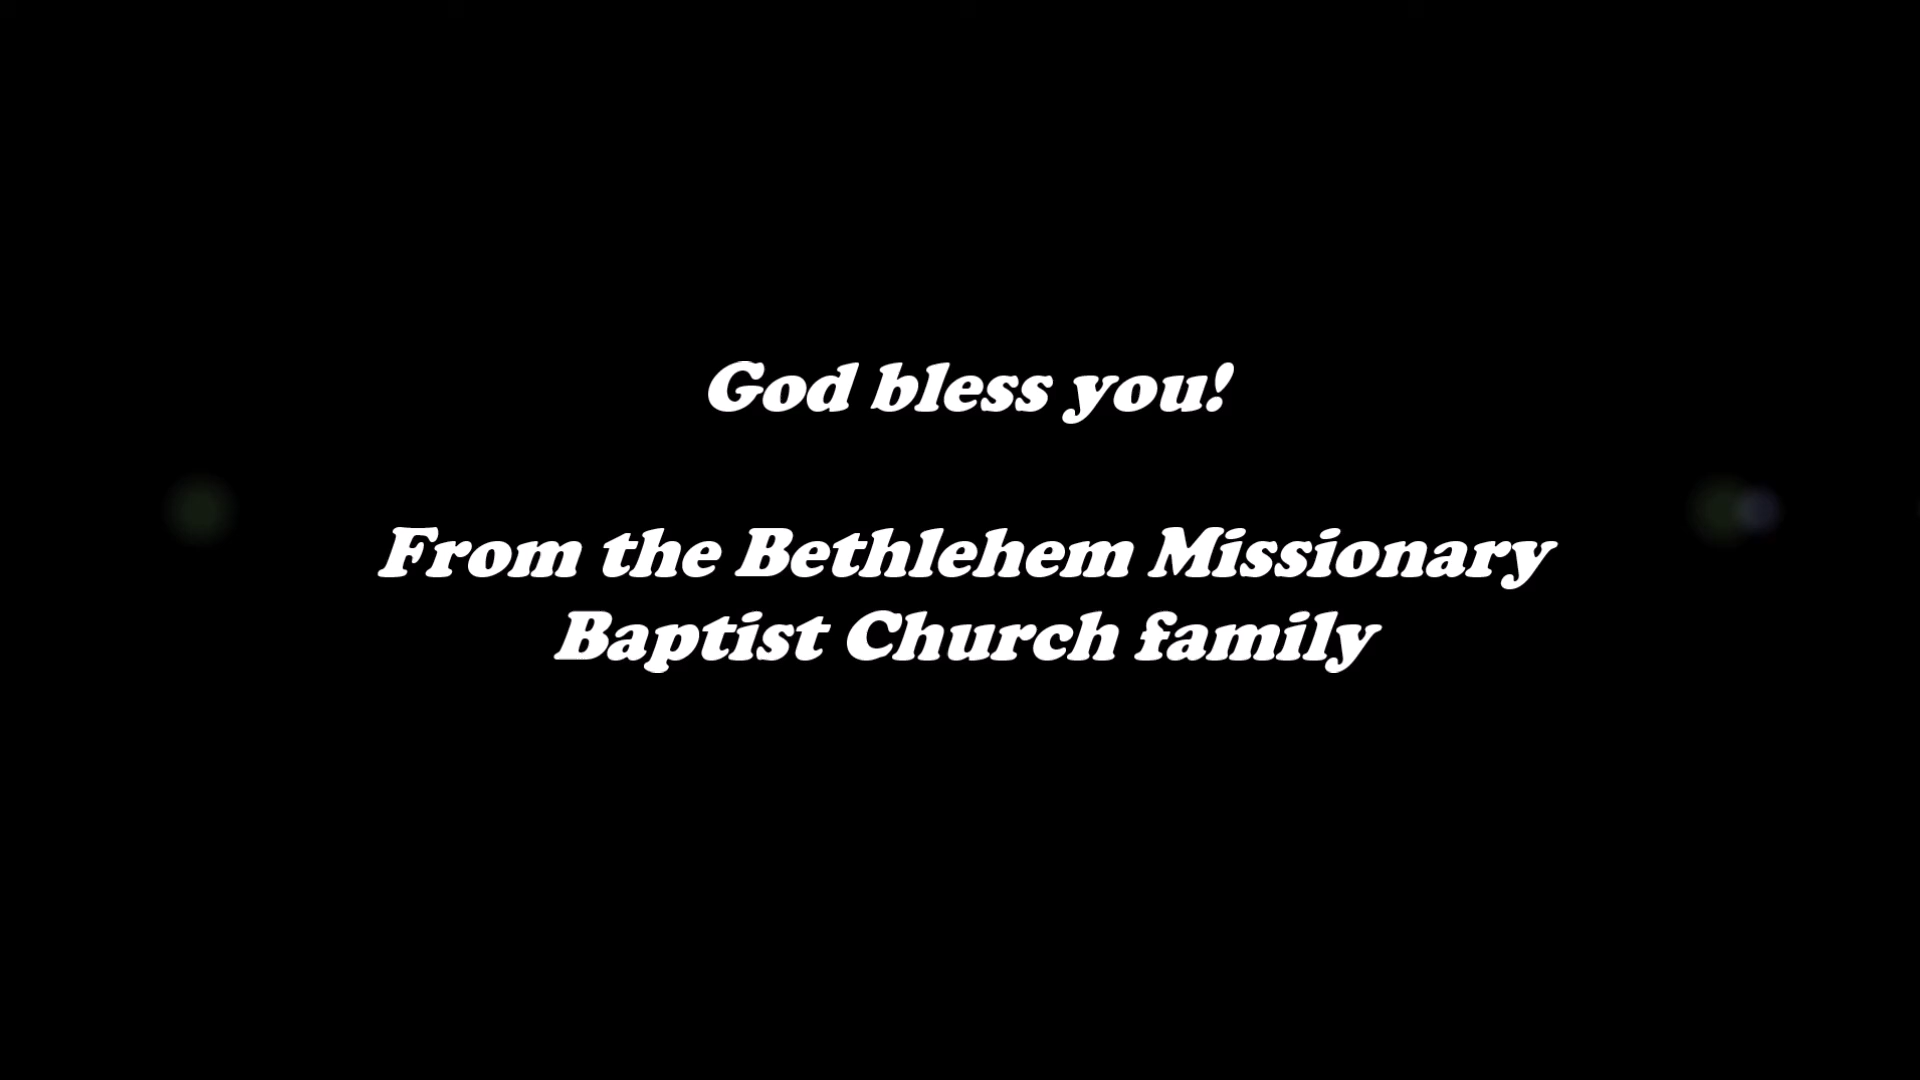 God bless you!
From the Bethlehem Missionary
Baptist Church family